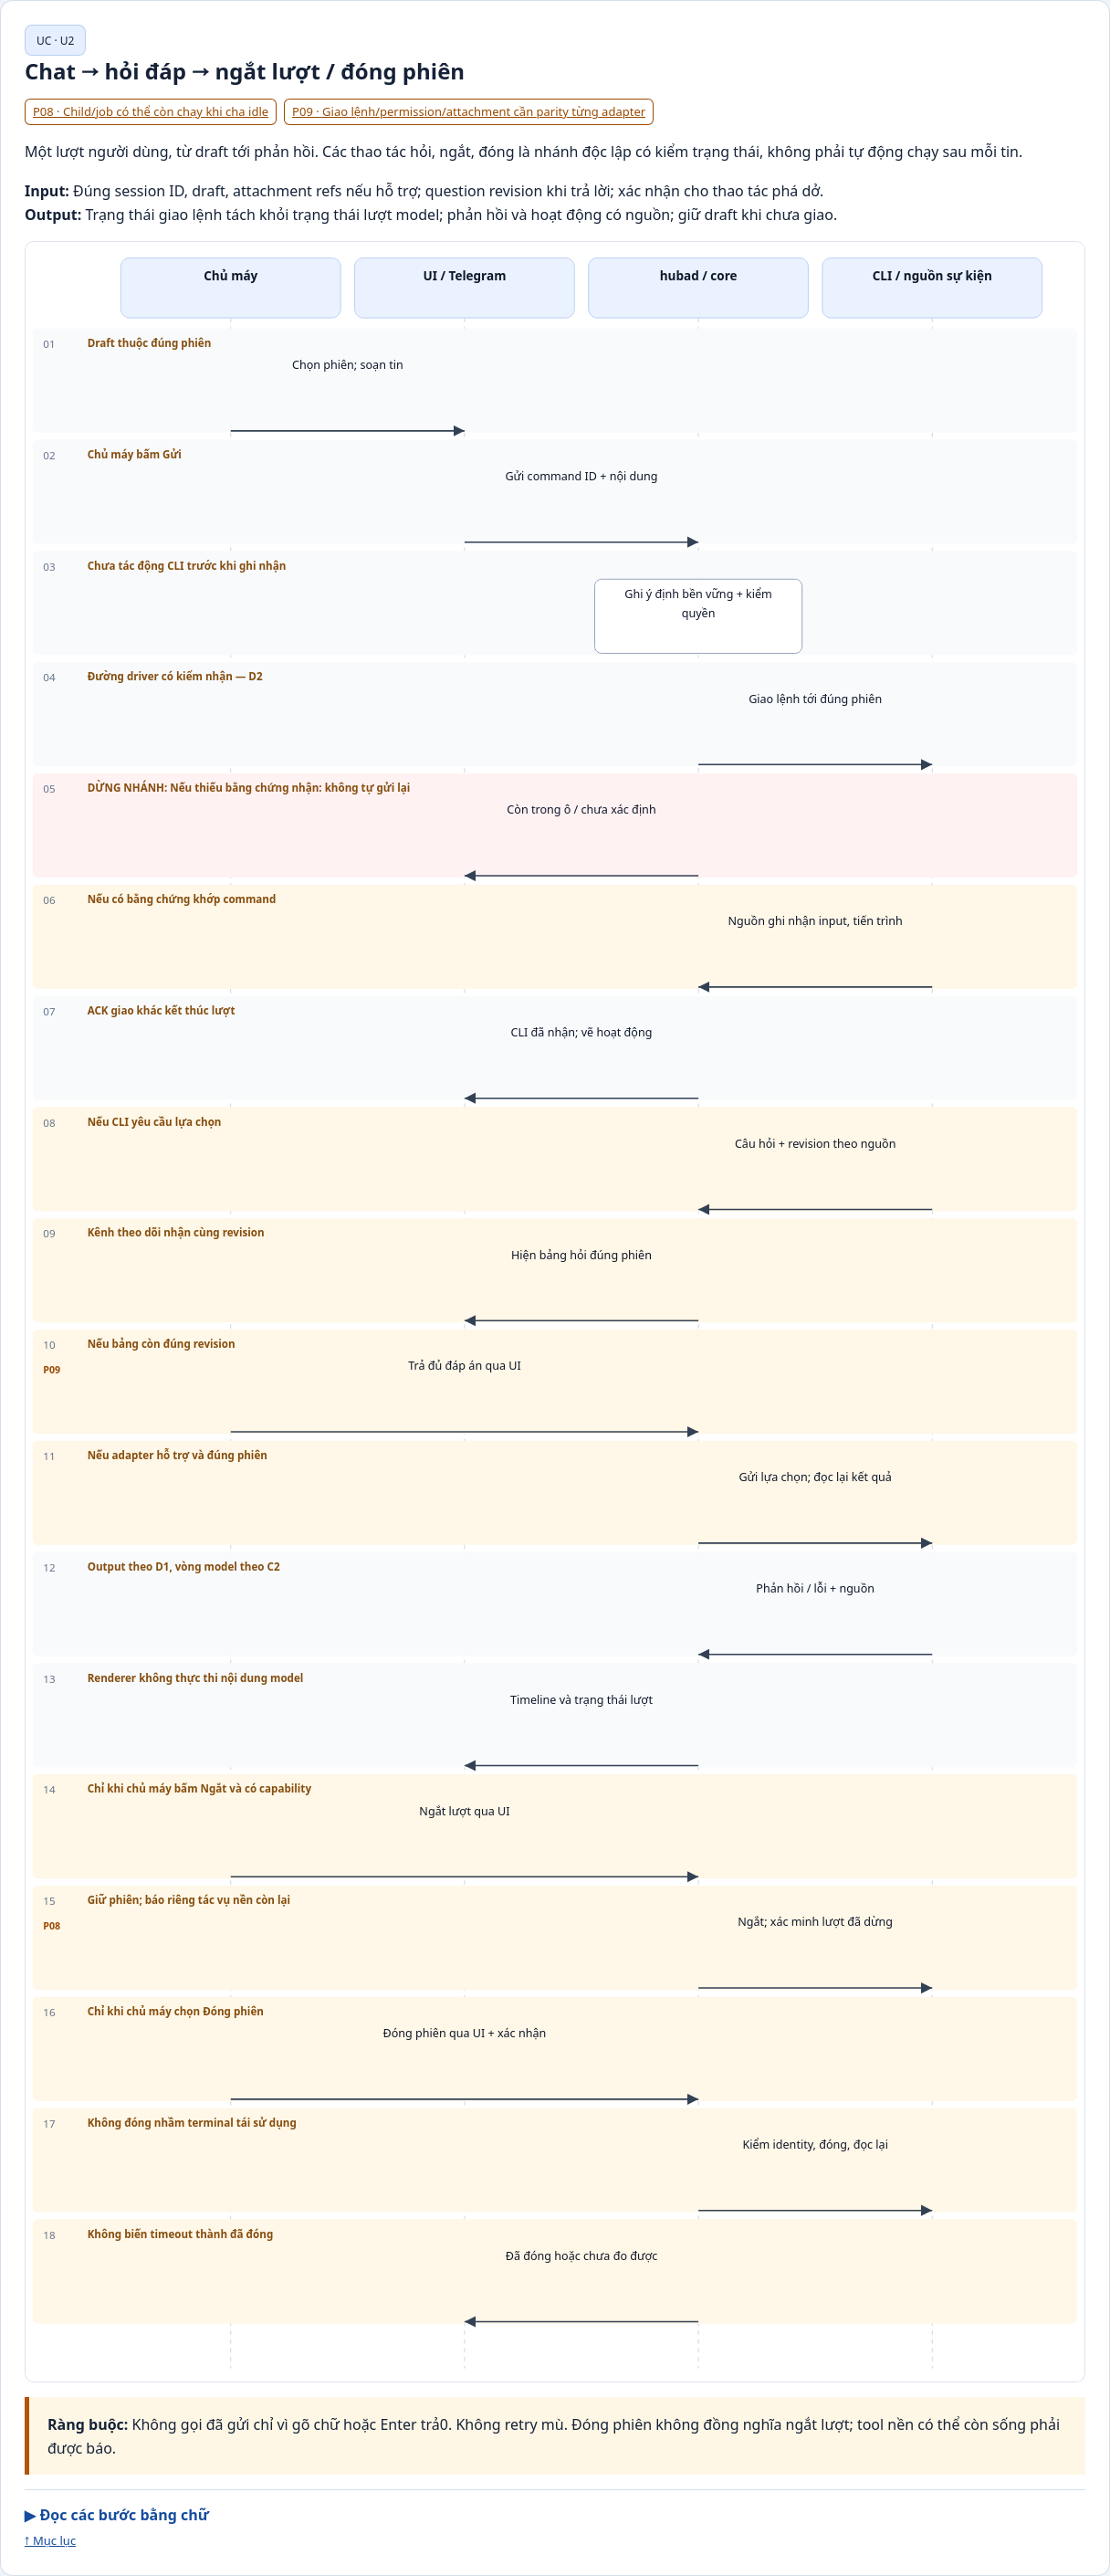 UC · U2
Chat → hỏi đáp → ngắt lượt / đóng phiên
P08 · Child/job có thể còn chạy khi cha idle P09 · Giao lệnh/permission/attachment cần parity từng adapter
Một lượt người dùng, từ draft tới phản hồi. Các thao tác hỏi, ngắt, đóng là nhánh độc lập có kiểm trạng thái, không phải tự động chạy sau mỗi tin.
Input: Đúng session ID, draft, attachment refs nếu hỗ trợ; question revision khi trả lời; xác nhận cho thao tác phá dở.
Output: Trạng thái giao lệnh tách khỏi trạng thái lượt model; phản hồi và hoạt động có nguồn; giữ draft khi chưa giao.
Chủ máy UI / Telegram hubad / core CLI / nguồn sự kiện
01 Draft thuộc đúng phiên
Chọn phiên; soạn tin
02 Chủ máy bấm Gửi
Gửi command ID + nội dung
03 Chưa tác động CLI trước khi ghi nhận
Ghi ý định bền vững + kiểm
quyền
04 Đường driver có kiểm nhận — D2
Giao lệnh tới đúng phiên
05 DỪNG NHÁNH: Nếu thiếu bằng chứng nhận: không tự gửi lại
Còn trong ô / chưa xác định
06 Nếu có bằng chứng khớp command
Nguồn ghi nhận input, tiến trình
07 ACK giao khác kết thúc lượt
CLI đã nhận; vẽ hoạt động
08 Nếu CLI yêu cầu lựa chọn
Câu hỏi + revision theo nguồn
09 Kênh theo dõi nhận cùng revision
Hiện bảng hỏi đúng phiên
10 Nếu bảng còn đúng revision
P09 Trả đủ đáp án qua UI
11 Nếu adapter hỗ trợ và đúng phiên
Gửi lựa chọn; đọc lại kết quả
12 Output theo D1, vòng model theo C2
Phản hồi / lỗi + nguồn
13 Renderer không thực thi nội dung model
Timeline và trạng thái lượt
14 Chỉ khi chủ máy bấm Ngắt và có capability
Ngắt lượt qua UI
15 Giữ phiên; báo riêng tác vụ nền còn lại
P08 Ngắt; xác minh lượt đã dừng
16 Chỉ khi chủ máy chọn Đóng phiên
Đóng phiên qua UI + xác nhận
17 Không đóng nhầm terminal tái sử dụng
Kiểm identity, đóng, đọc lại
18 Không biến timeout thành đã đóng
Đã đóng hoặc chưa đo được
Ràng buộc: Không gọi đã gửi chỉ vì gõ chữ hoặc Enter trả0. Không retry mù. Đóng phiên không đồng nghĩa ngắt lượt; tool nền có thể còn sống phải
được báo.
▶ Đọc các bước bằng chữ
↑ Mục lục